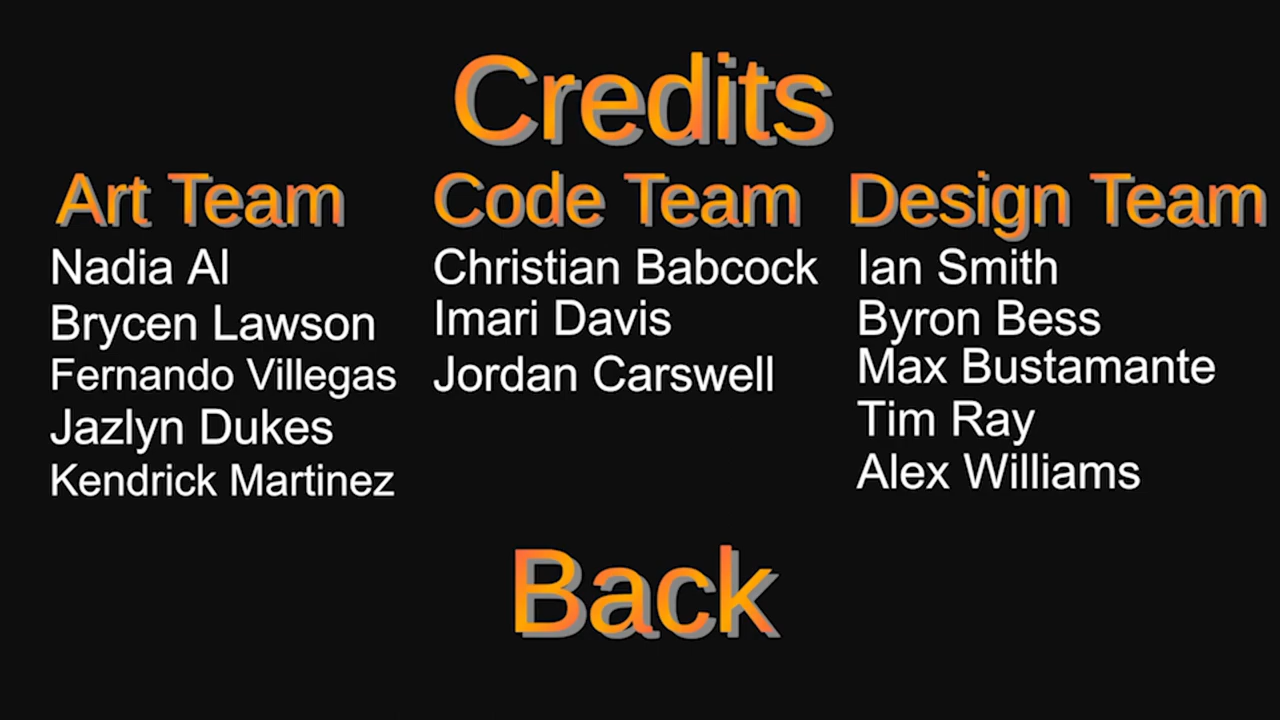 Credits
Art Team
Nadia Al
Brycen Lawson
Fernando Villegas
Jazlyn Dukes
Kendrick Martinez
Code Team
Christian Babcock
Imari Davis
Jordan Carswell
Design Team
Ian Smith
Byron Bess
Max Bustamante
Tim Ray
Alex Williams
Back